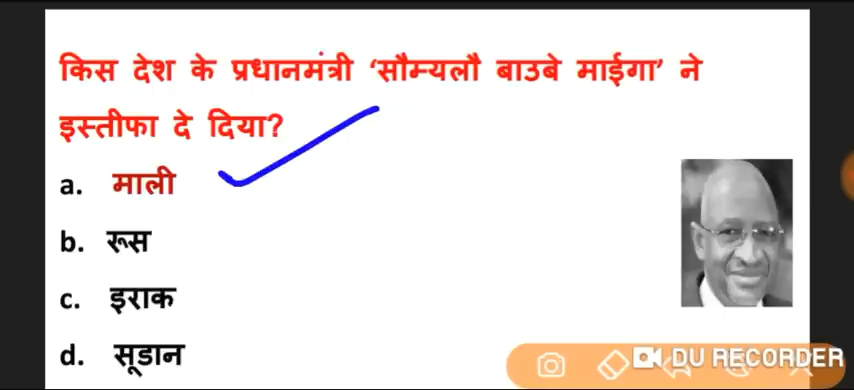 किस देश के प्रधानमंत्री ‘सौम्यलौ बाउबे माईगा’ ने
इस्तीफा दे दिया?
a. माली
b. रूस
c. इराक
d. सूडान
DU RECORDER